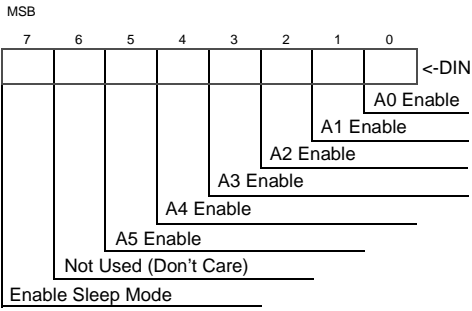 MSB
7 6 5 4 3 2 1 0
<-DIN
A0 Enable
A1 Enable
A2 Enable
A3 Enable
A4 Enable
A5 Enable
Not Used (Don't Care)
Enable Sleep Mode